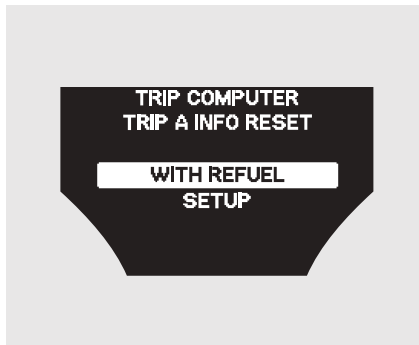 TRIP COMPUTER
TRIP A INFO RESET
WITH REFUEL
SETUP